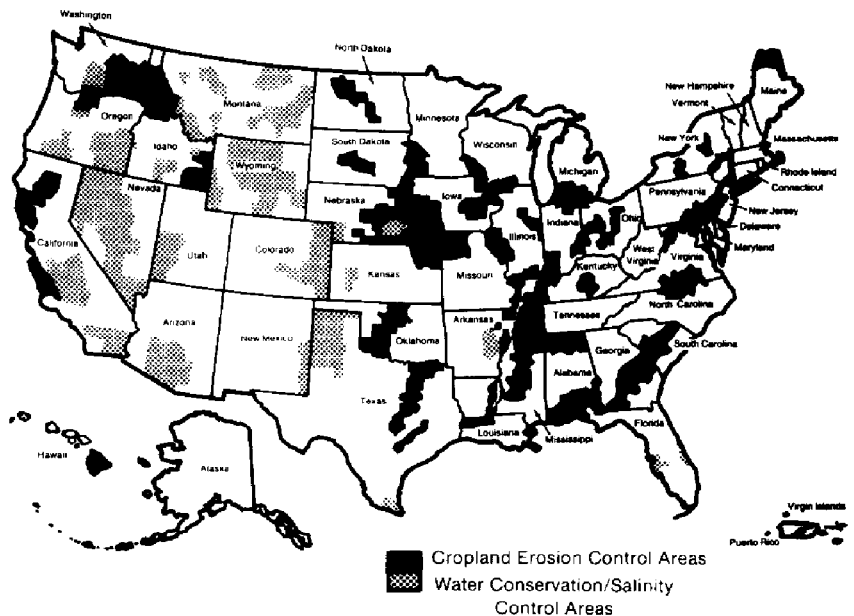 Washington
North Dakota
New Hampshire
Vermont
Maine
Montana
Minnesota
Oregon
New York
Massachusetts
Idaho
South Dakota
Wisconsin
Wyoming
Michigan
Rhode Island
Connecticut
Pennsylvania
Nevada
Nebraska
Iowa
New Jersey
Illinois
Indiana
Ohio
Delaware
Maryland
California
Utah
Colorado
West
Virginia
Virginia
Kansas
Missouri
Kentucky
North Carolina
Arizona
New Mexico
Oklahoma
Arkansas
Tennessee
South Carolina
Georgia
Alabama
Texas
Florida
Louisiana
Mississippi
Hawaii
Alaska
Virgin Islands
Puerto Rico
Cropland Erosion Control Areas
Water Conservation/Salinity
Control Areas